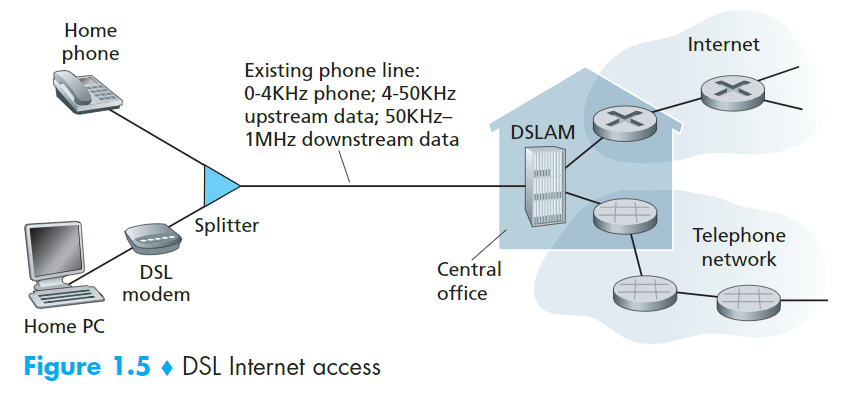 Home
phone
Existing phone line:
0-4KHz phone; 4-50KHz
upstream data; 50KHz–
1MHz downstream data
Internet
DSLAM
Splitter
DSL
modem
Home PC
Central
office
Telephone
network
Figure 1.5 ♦ DSL Internet access